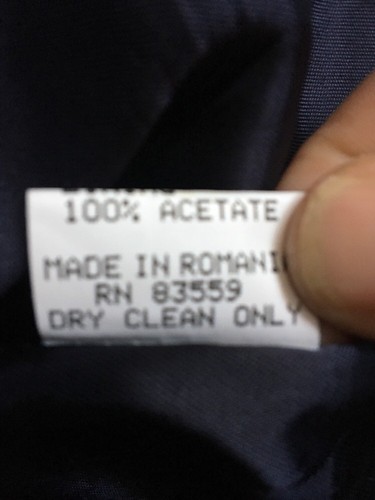 100% ACETATE
MADE IN ROMANI
RN 83559
DRY CLEAN ONLY